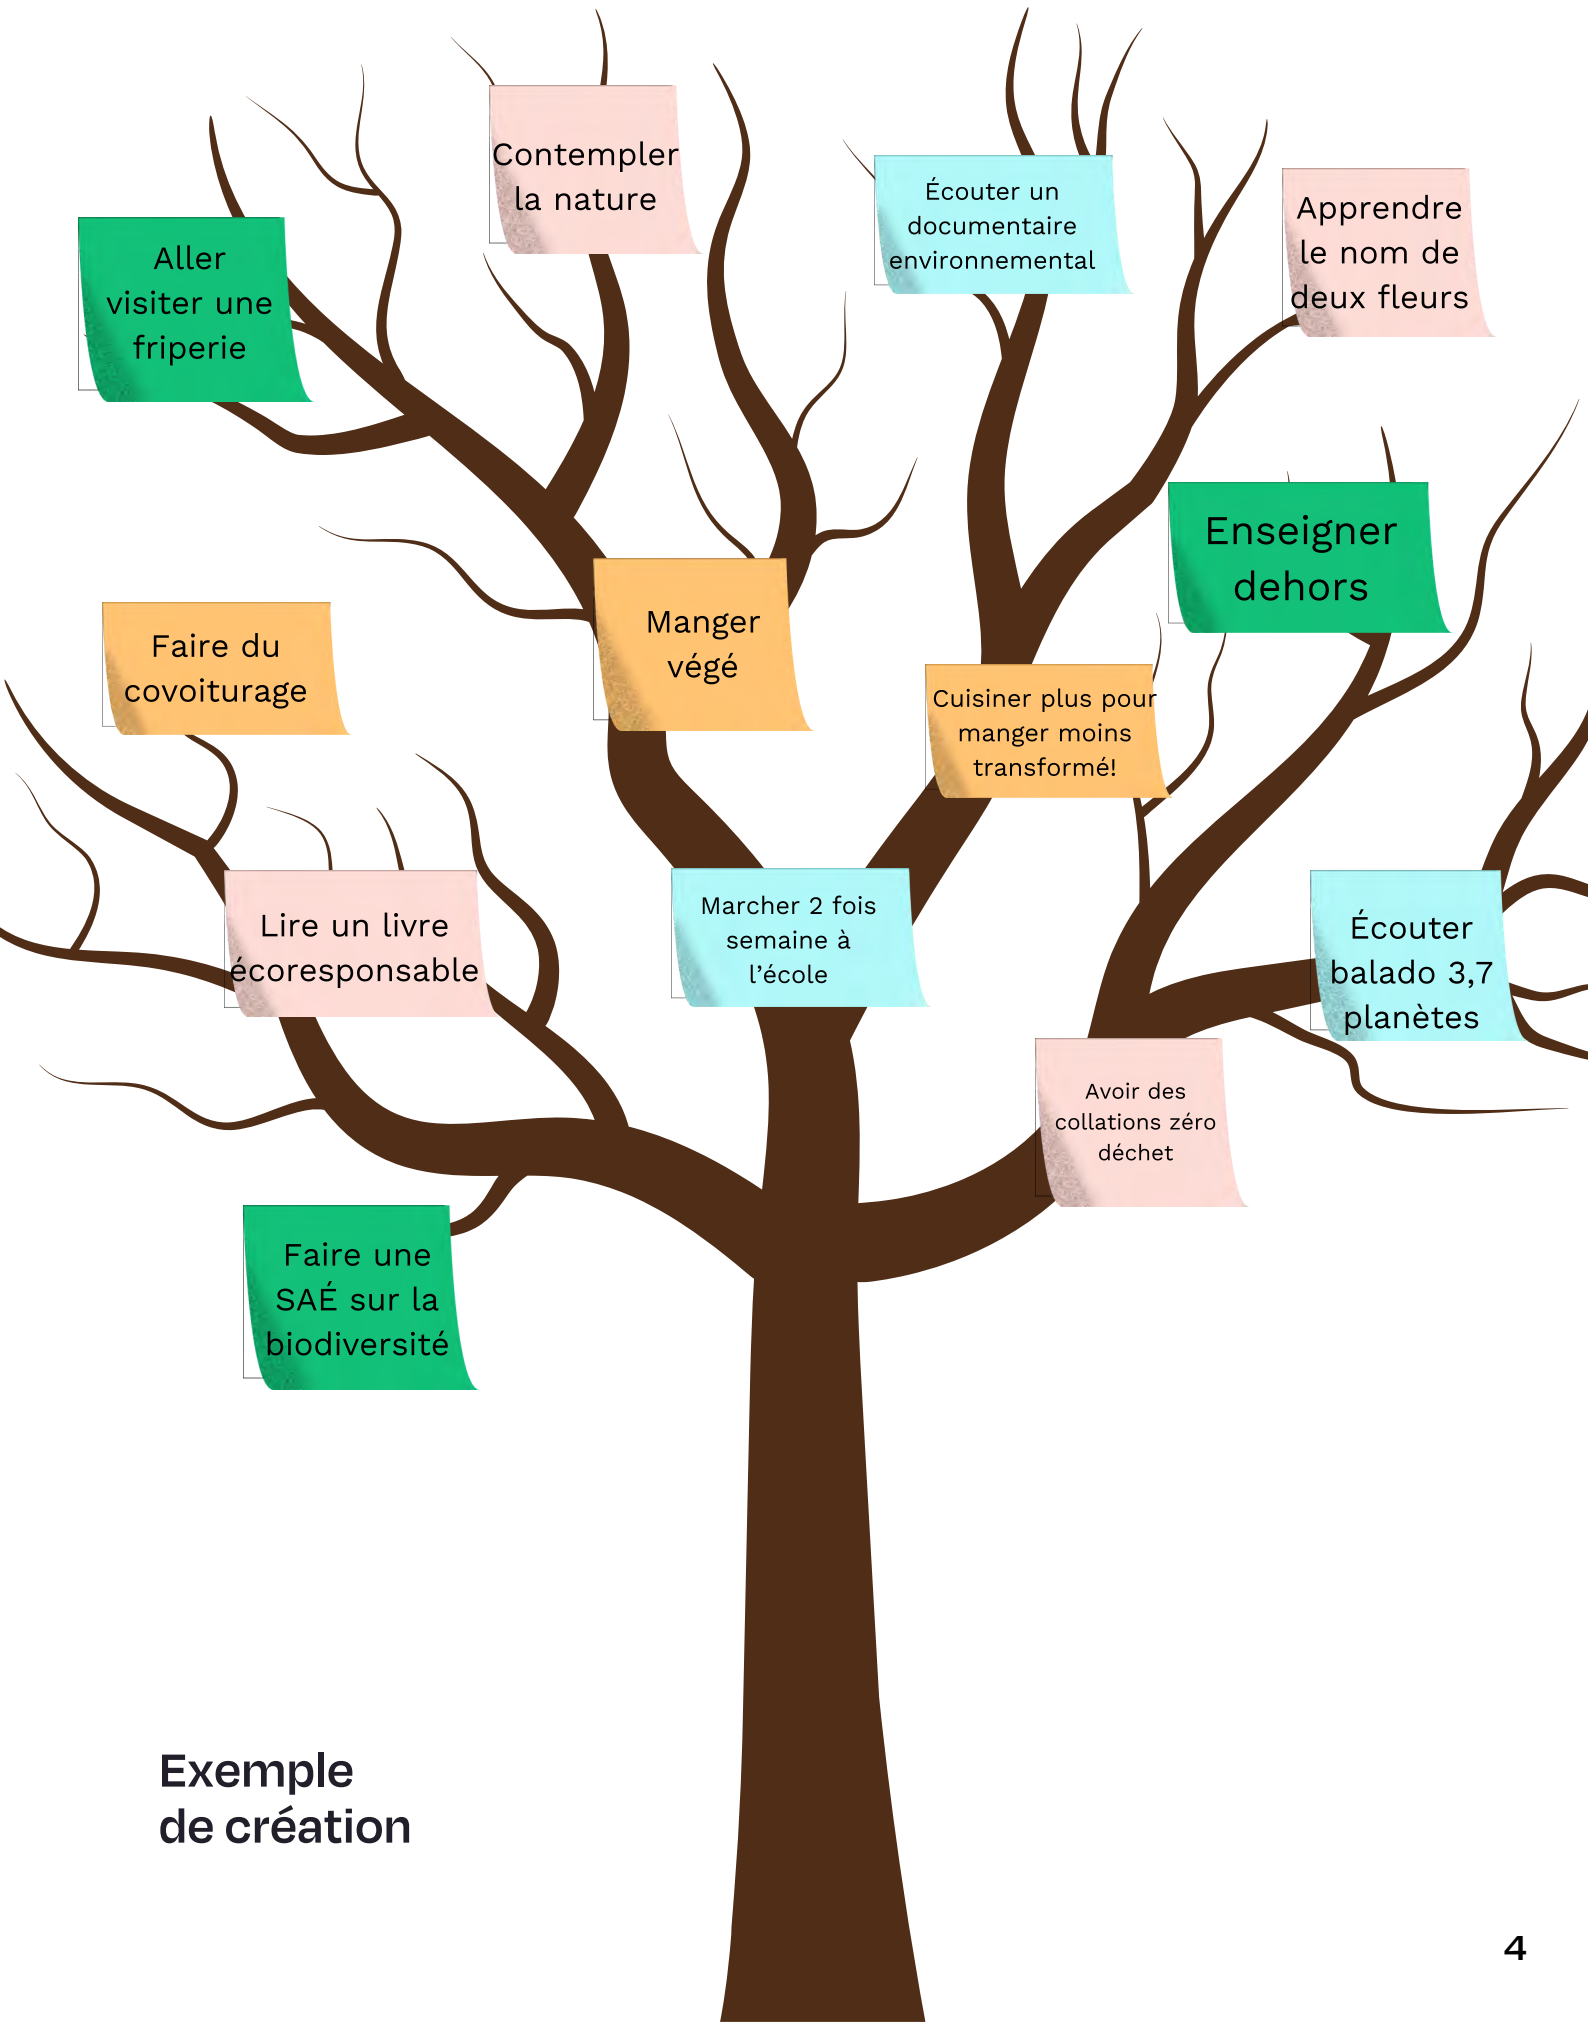 Contempler
la nature
Écouter un
documentaire
environnemental
Apprendre
le nom de
deux fleurs
Aller
visiter une
friperie
Enseigner
dehors
Manger
végé
Faire du
covoiturage
Cuisiner plus pour
manger moins
transformé!
Lire un livre
écoresponsable
Marcher 2 fois
semaine à
l'école
Écouter
balado 3,7
planètes
Avoir des
collations zéro
déchet
Faire une
SAÉ sur la
biodiversité
Exemple
de création
4